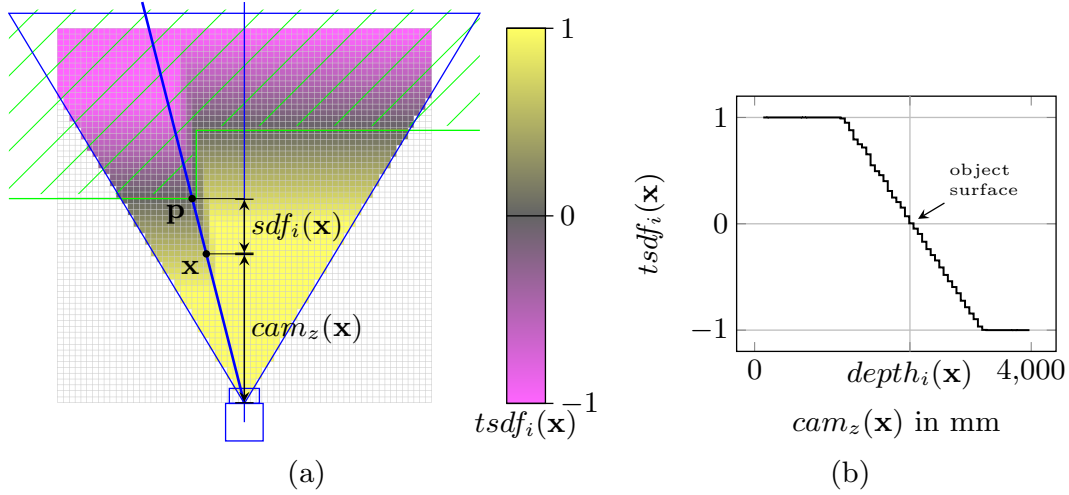 p
x
sdf_i(x)
cam_z(x)
1
0
−1
tsdf_i(x)
(a)
tsdf_i(x)
1
0
−1
object
surface
0
depth_i(x)
4,000
cam_z(x) in mm
(b)